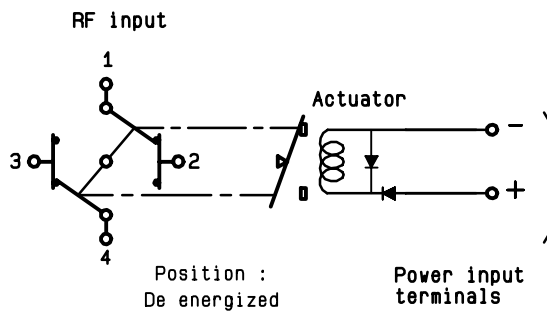 RF input
1
Actuator
-
3
2
+
4
Position :
De energized
Power input
terminals